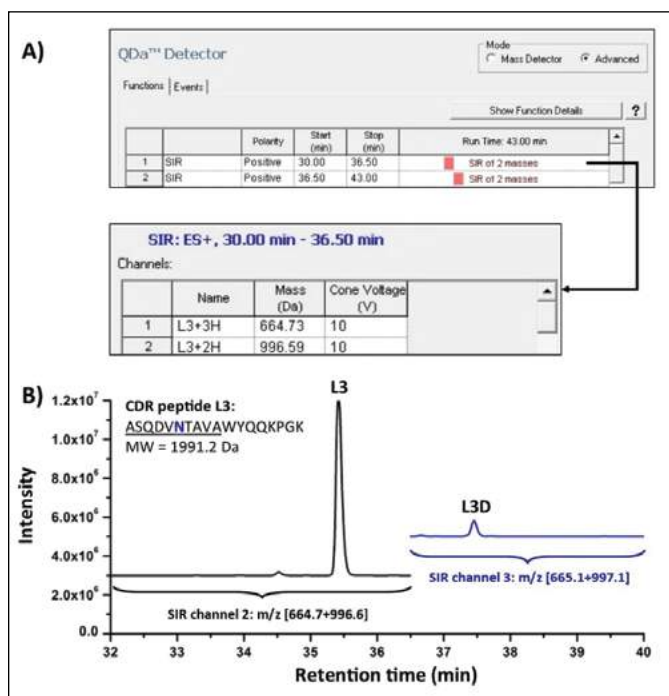 A)
QDa™ Detector
Mode
Mass Detector Advanced
Functions Events
Show Function Details ?
Polarity Start (min) Stop (min) Run Time: 43.00 min
1 SIR Positive 30.00 36.50 SIR of 2 masses
2 SIR Positive 36.50 43.00 SIR of 2 masses
SIR: ES+, 30.00 min - 36.50 min
Channels:
Name Mass (Da) Cone Voltage (V)
1 L3+3H 664.73 10
2 L3+2H 996.59 10
B)
L3
CDR peptide L3:
ASQDVNTAVAWYQQKPGK
MW = 1991.2 Da
L3D
SIR channel 3: m/z [665.1+997.1]
SIR channel 2: m/z [664.7+996.6]
Intensity
1.2x10⁷
1.0x10⁷
8.0x10⁶
6.0x10⁶
4.0x10⁶
2.0x10⁶
0.0
32 33 34 35 36 37 38 39 40
Retention time (min)